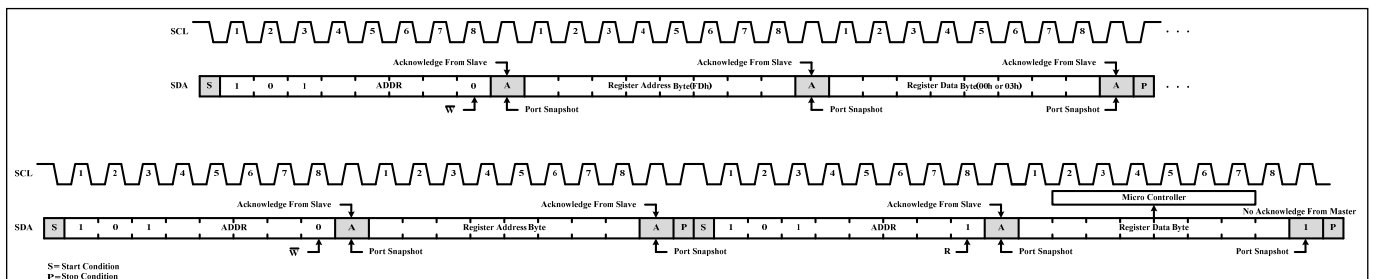 SCL 1 2 3 4 5 6 7 8 1 2 3 4 5 6 7 8 1 2 3 4 5 6 7 8 . . .
Acknowledge From Slave Acknowledge From Slave Acknowledge From Slave
SDA S 1 0 1 ADDR 0 A Register Address Byte(FDh) A Register Data Byte(00h or 03h) A P . . .
W Port Snapshot Port Snapshot Port Snapshot
SCL 1 2 3 4 5 6 7 8 1 2 3 4 5 6 7 8 1 2 3 4 5 6 7 8 1 2 3 4 5 6 7 8
Micro Controller
Acknowledge From Slave Acknowledge From Slave Acknowledge From Slave No Acknowledge From Master
SDA S 1 0 1 ADDR 0 A Register Address Byte A P S 1 0 1 ADDR 1 A Register Data Byte 1 P
W Port Snapshot Port Snapshot R Port Snapshot Port Snapshot
S=Start Condition
P=Stop Condition